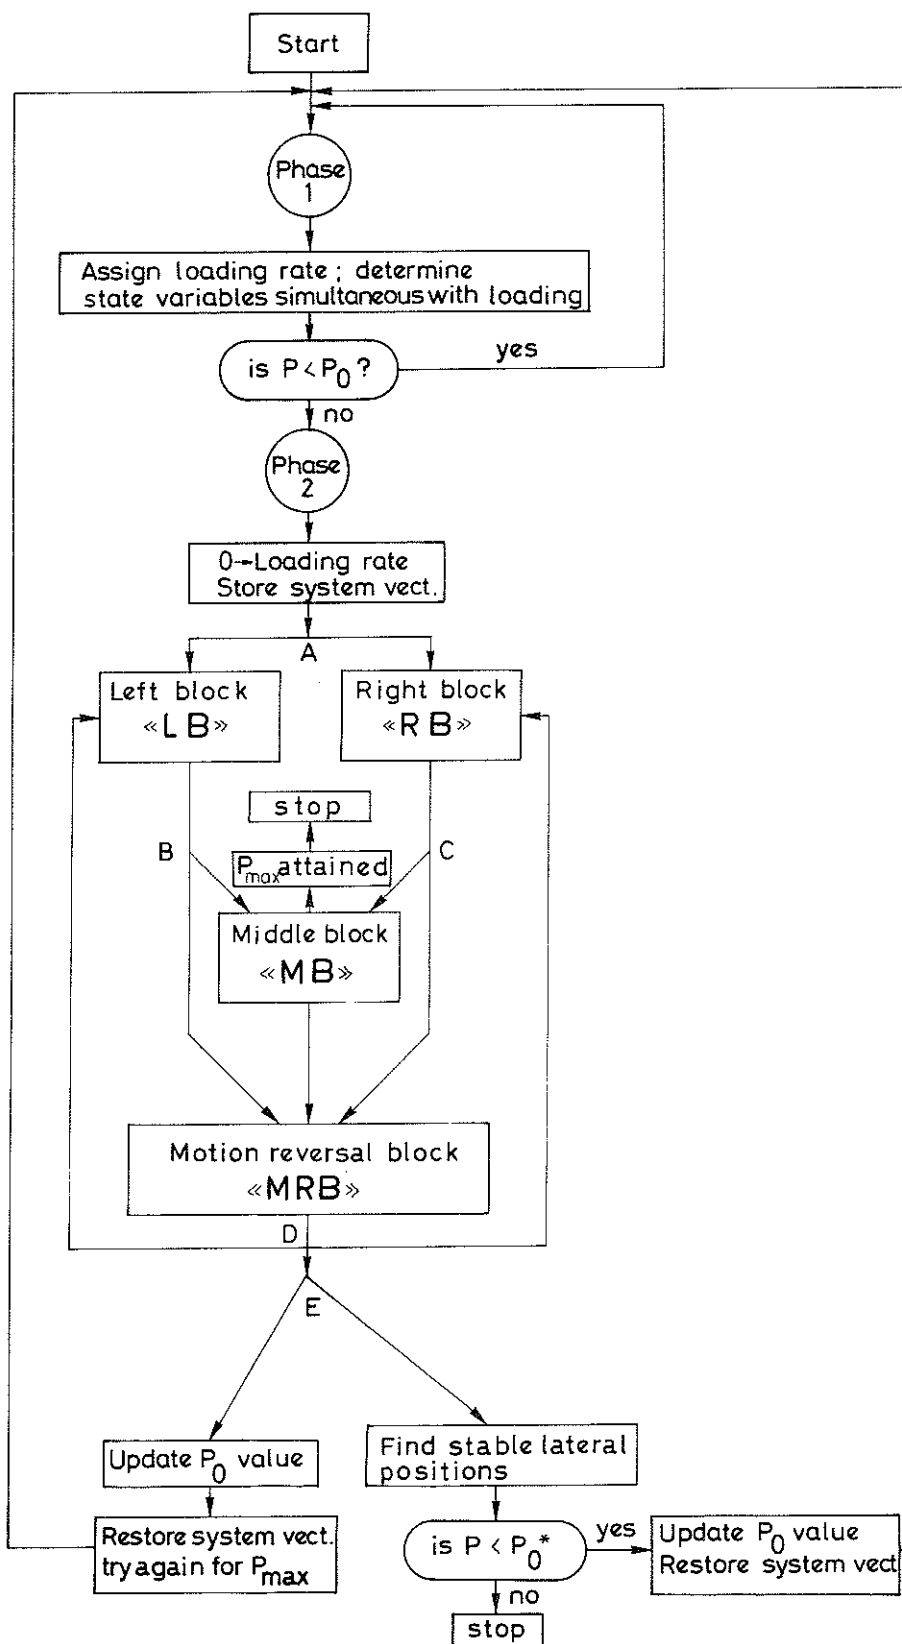 Start
Phase
1
Assign loading rate ; determine
state variables simultaneous with loading
is P < P0 ?
yes
no
Phase
2
0→Loading rate
Store system vect.
A
Left block
«LB»
Right block
«RB»
stop
B
Pmax attained
C
Middle block
«MB»
Motion reversal block
«MRB»
D
E
Update P0 value
Restore system vect.
try again for Pmax
Find stable lateral
positions
is P < P0*
yes
Update P0 value
Restore system vect
no
stop